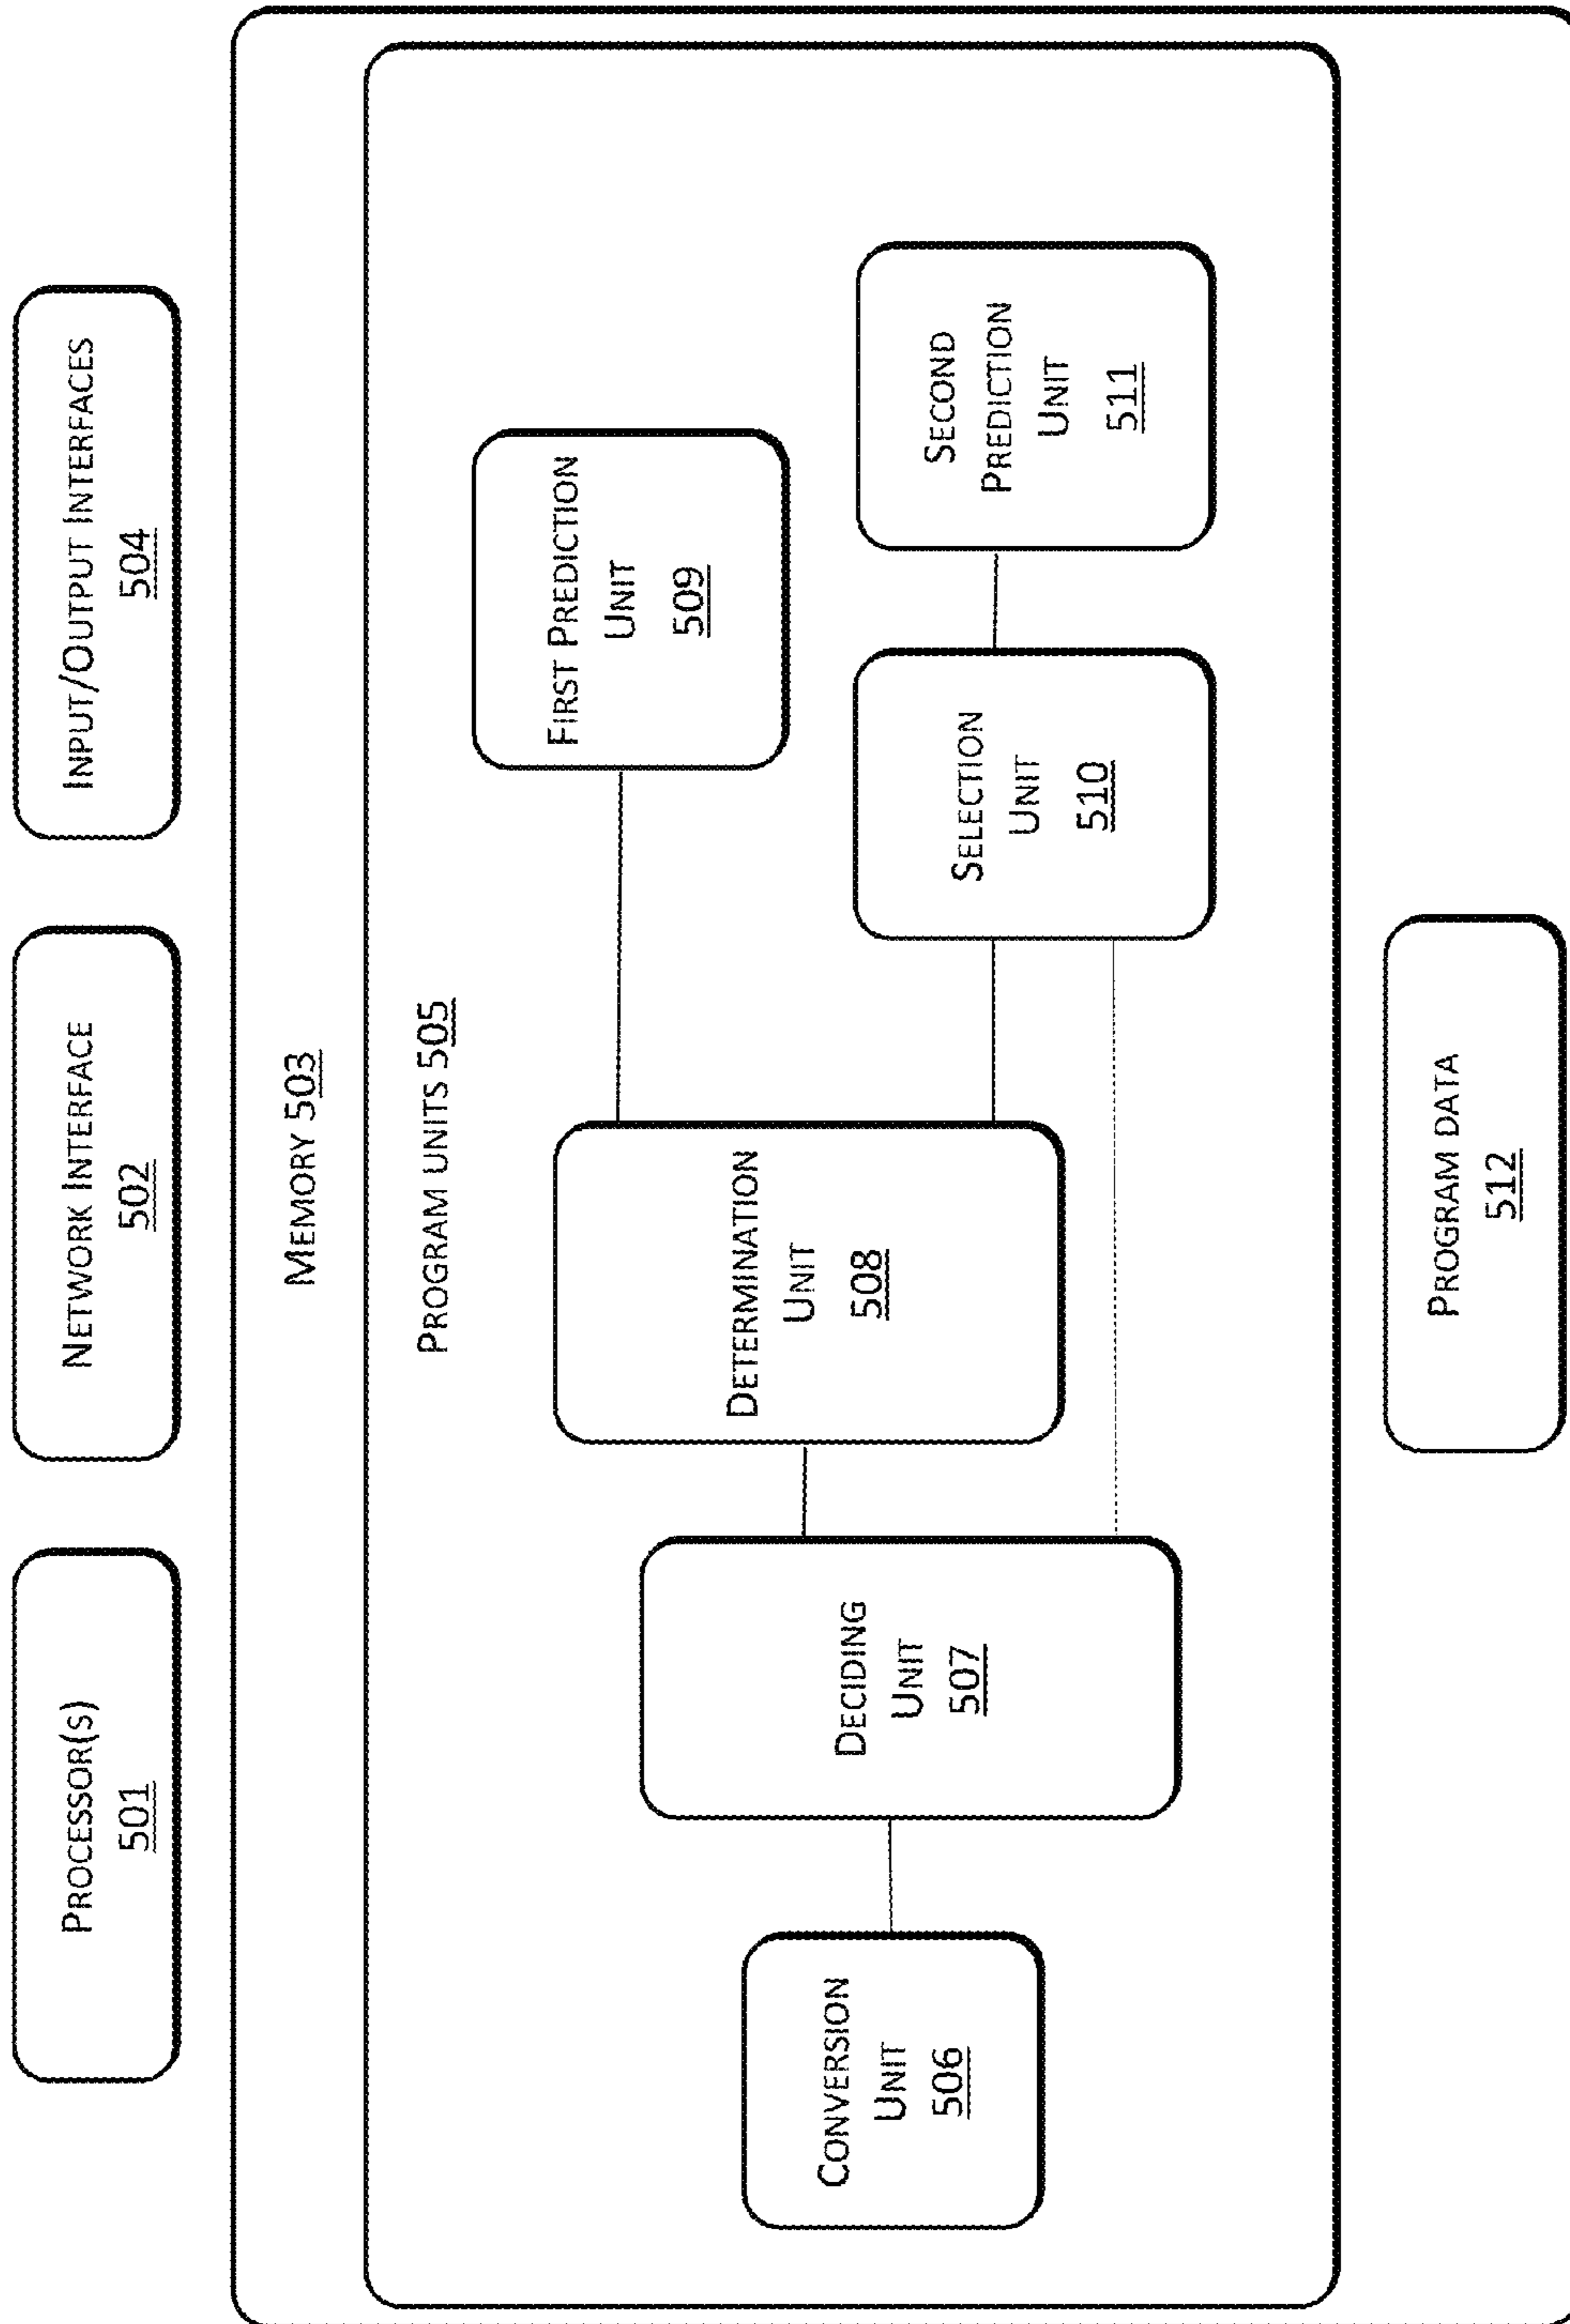 PROCESSOR(S)
501
NETWORK INTERFACE
502
INPUT/OUTPUT INTERFACES
504
MEMORY 503
PROGRAM UNITS 505
CONVERSION
UNIT
506
DECIDING
UNIT
507
DETERMINATION
UNIT
508
FIRST PREDICTION
UNIT
509
SELECTION
UNIT
510
SECOND
PREDICTION
UNIT
511
PROGRAM DATA
512